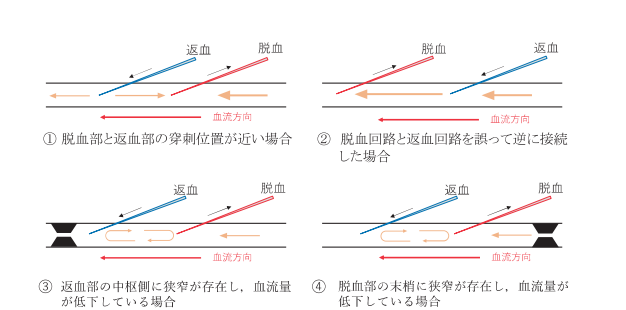 返血
脱血
血流方向
① 脱血部と返血部の穿刺位置が近い場合
脱血
返血
血流方向
② 脱血回路と返血回路を誤って逆に接続
した場合
返血
脱血
血流方向
③ 返血部の中枢側に狭窄が存在し，血流量
が低下している場合
返血
脱血
血流方向
④ 脱血部の末梢に狭窄が存在し，血流量が
低下している場合